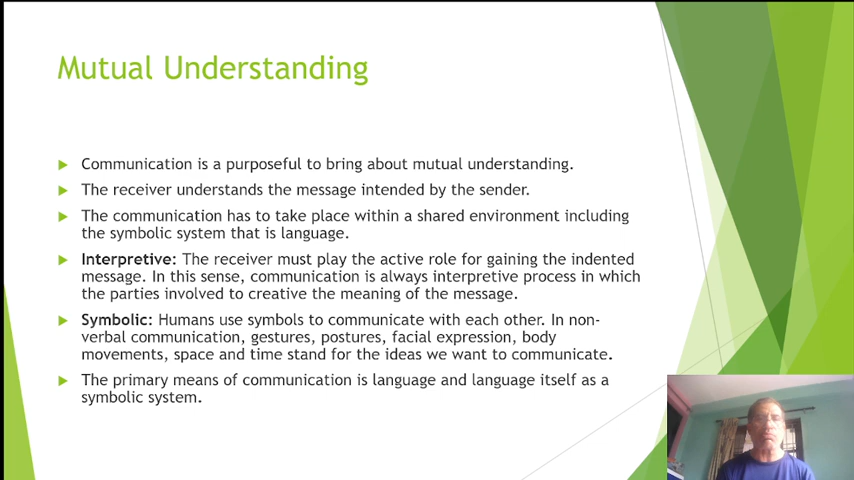 Mutual Understanding
Communication is a purposeful to bring about mutual understanding.
The receiver understands the message intended by the sender.
The communication has to take place within a shared environment including
the symbolic system that is language.
Interpretive: The receiver must play the active role for gaining the indented
message. In this sense, communication is always interpretive process in which
the parties involved to creative the meaning of the message.
Symbolic: Humans use symbols to communicate with each other. In non-
verbal communication, gestures, postures, facial expression, body
movements, space and time stand for the ideas we want to communicate.
The primary means of communication is language and language itself as a
symbolic system.